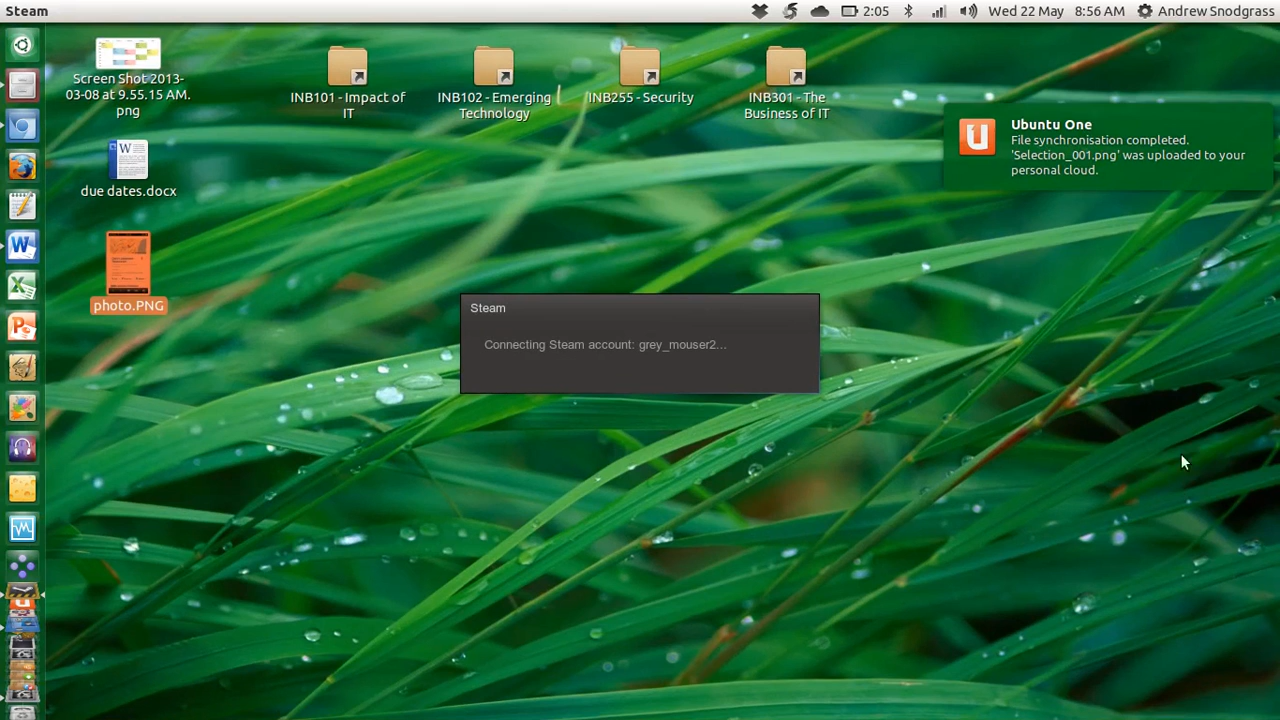 Steam
2:05
Wed 22 May
8:56 AM
Andrew Snodgrass
Screen Shot 2013-
03-08 at 9.55.15 AM.
png
INB101 - Impact of
IT
INB102 - Emerging
Technology
INB255 - Security
INB301 - The
Business of IT
Ubuntu One
File synchronisation completed.
'Selection_001.png' was uploaded to your
personal cloud.
due dates.docx
photo.PNG
Steam
Connecting Steam account: grey_mouser2...